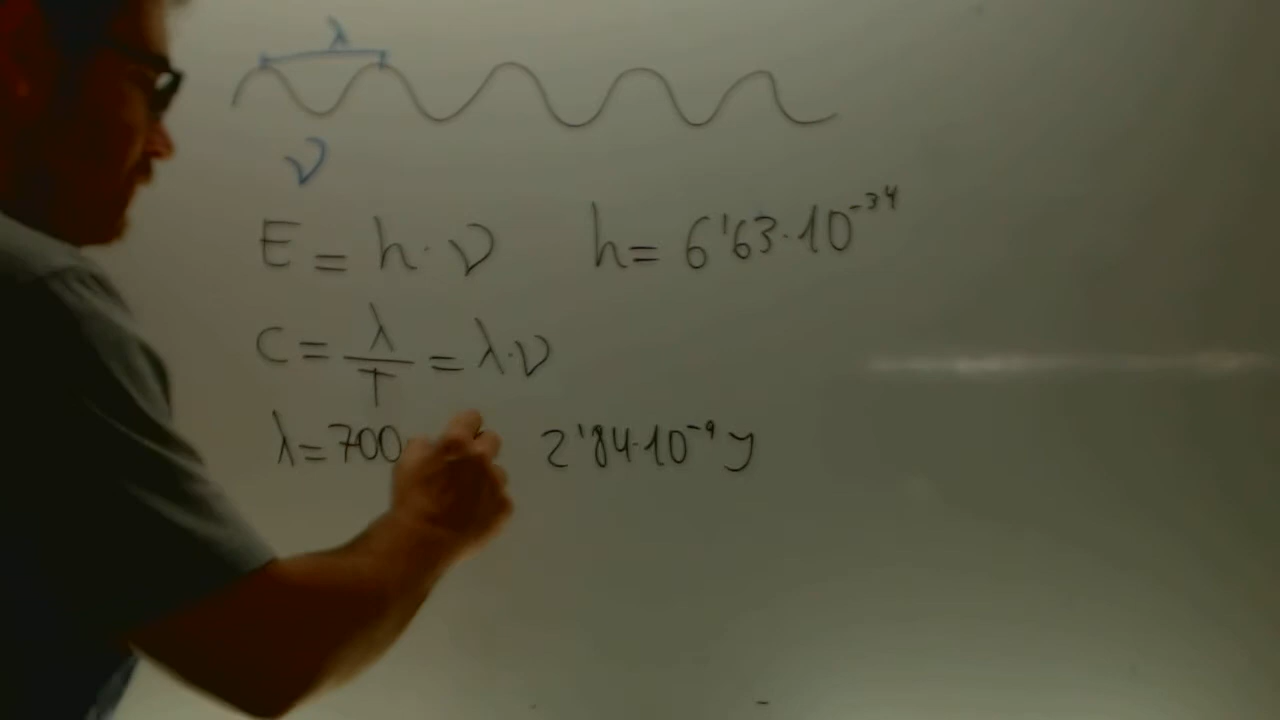 λ
ν
E = h · ν h = 6'63·10⁻³⁴
C = λ/T = λ·ν
λ = 700 2'84·10⁻⁹ y